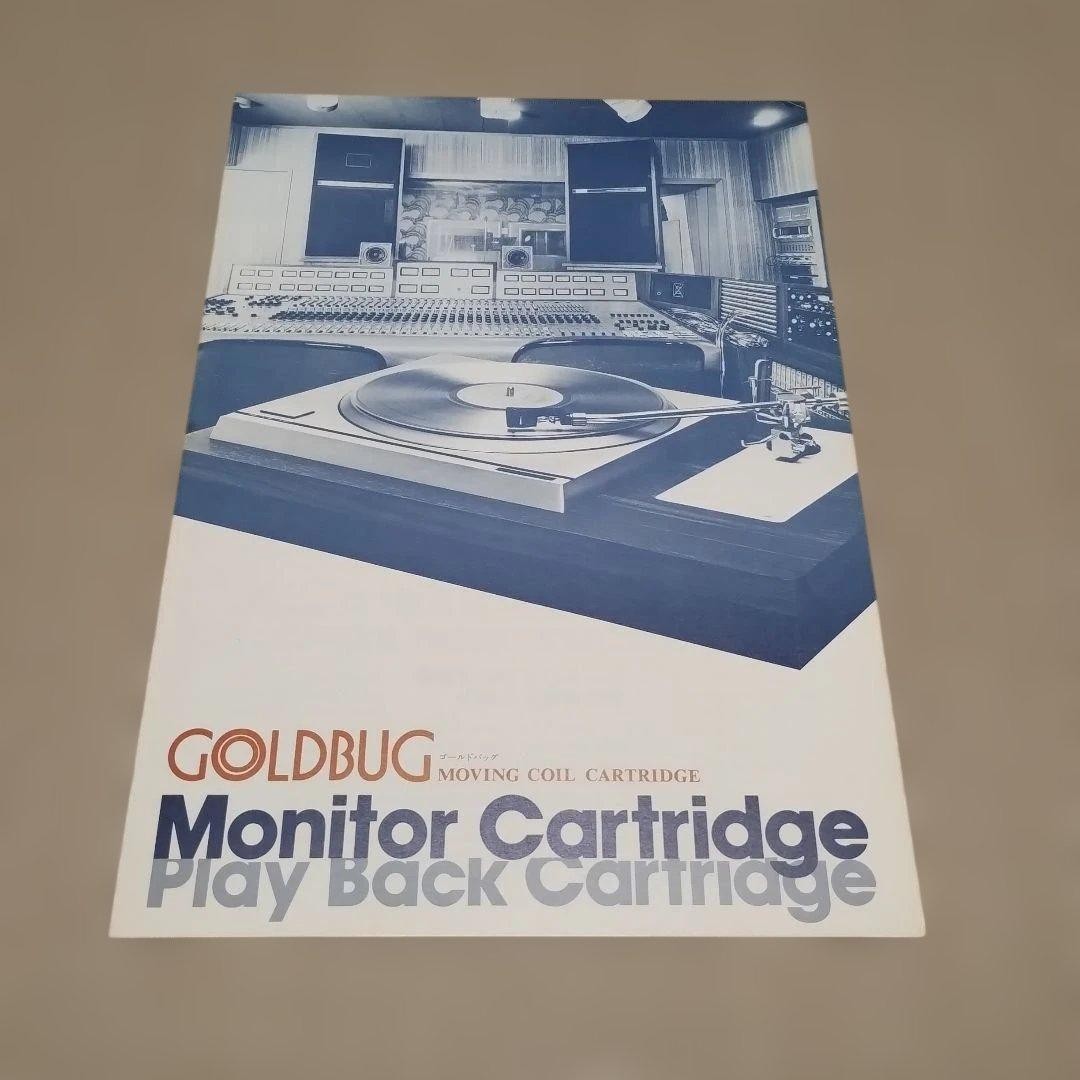 GOLDBUG
ゴールドバッグ
MOVING COIL CARTRIDGE
Monitor Cartridge
Play Back Cartridge